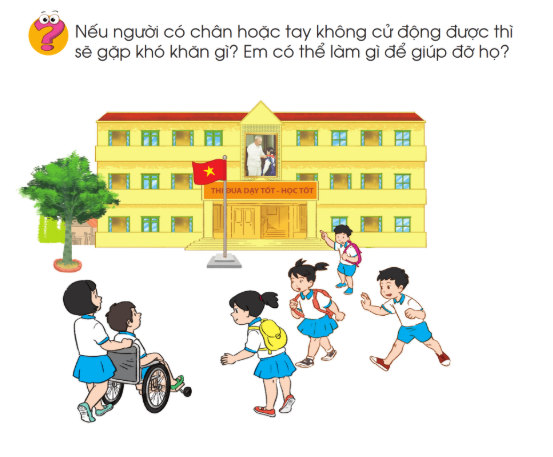 Nếu người có chân hoặc tay không cử động được thì
sẽ gặp khó khăn gì? Em có thể làm gì để giúp đỡ họ?
THI ĐUA DẠY TỐT - HỌC TỐT